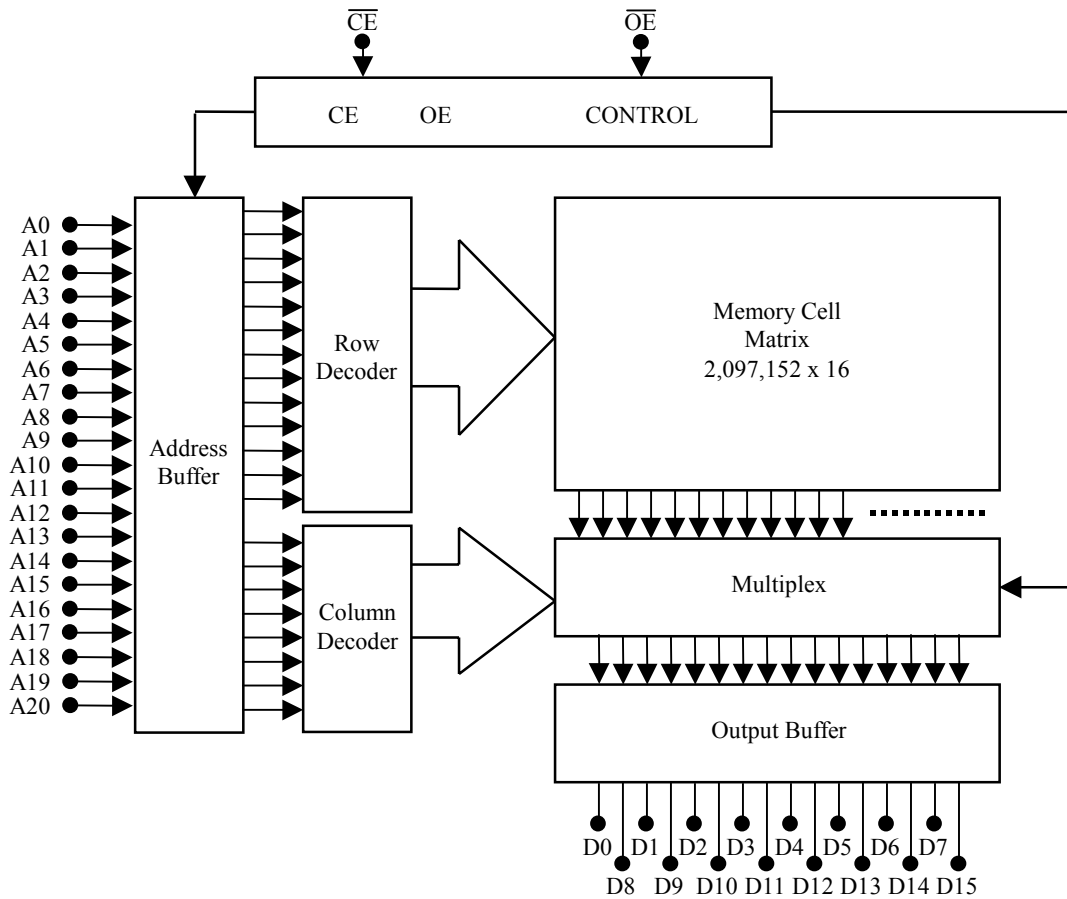 CE OE
CE OE CONTROL
A0
A1
A2
A3
A4
A5
A6
A7
A8
A9
A10
A11
A12
A13
A14
A15
A16
A17
A18
A19
A20
Address
Buffer
Row
Decoder
Column
Decoder
Memory Cell
Matrix
2,097,152 x 16
Multiplex
Output Buffer
D0 D1 D2 D3 D4 D5 D6 D7
D8 D9 D10 D11 D12 D13 D14 D15